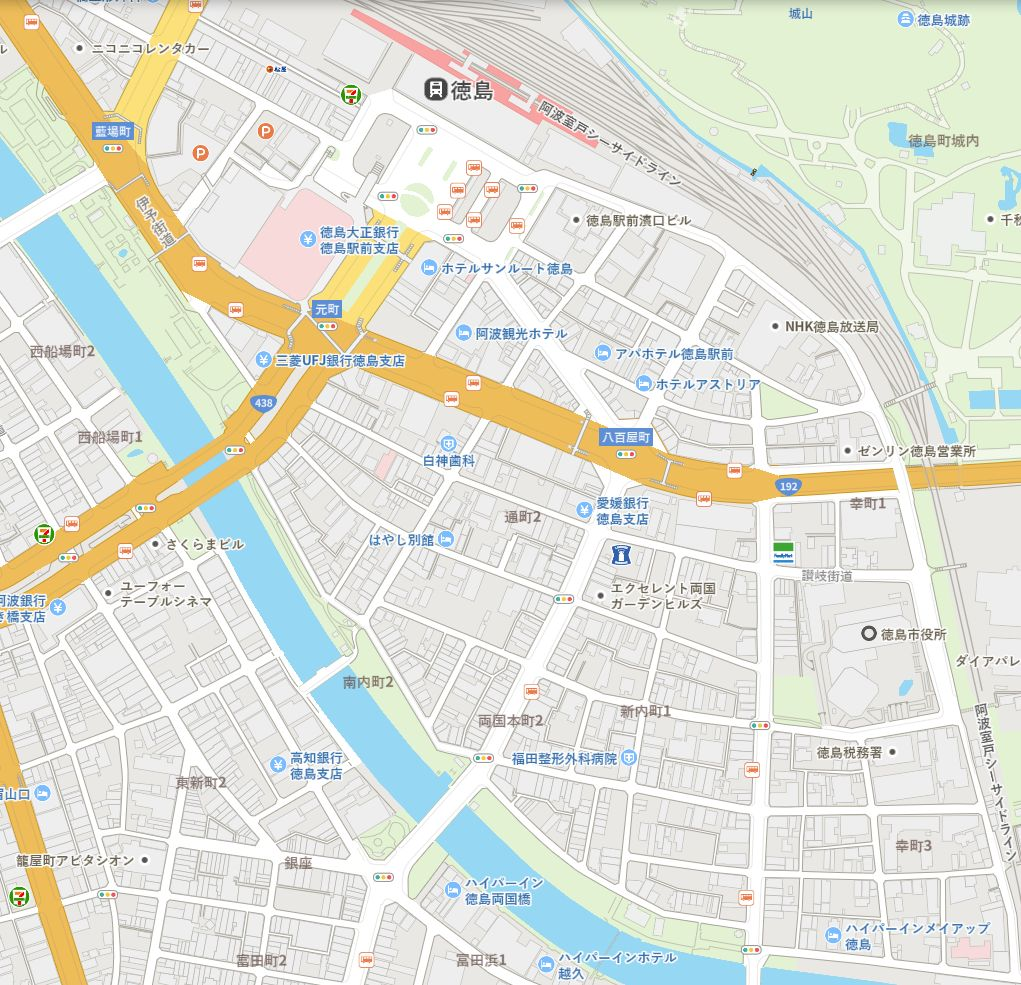 城山
徳島城跡
ニコニコレンタカー
松屋
徳島
阿波室戸シーサイドライン
藍場町
P
P
徳島町城内
伊予街道
徳島駅前濱口ビル
徳島大正銀行
徳島駅前支店
ホテルサンルート徳島
元町
阿波観光ホテル
NHK徳島放送局
西船場町2
三菱UFJ銀行徳島支店
アパホテル徳島駅前
ホテルアストリア
438
西船場町1
八百屋町
白神歯科
ゼンリン徳島営業所
192
幸町1
通町2
愛媛銀行
徳島支店
はやし別館
さくらまビル
FamilyMart
讃岐街道
ユーフォー
テーブルシネマ
エクセレント両国
ガーデンヒルズ
阿波銀行
き橋支店
徳島市役所
ダイアパレ
南内町2
両国本町2
新内町1
阿波室戸シーサイドライン
福田整形外科病院
徳島税務署
高知銀行
徳島支店
東新町2
山口
籠屋町アピタシオン
銀座
幸町3
ハイパーイン
徳島両国橋
ハイパーインメイアップ
徳島
富田町2
富田浜1
ハイパーインホテル
越久